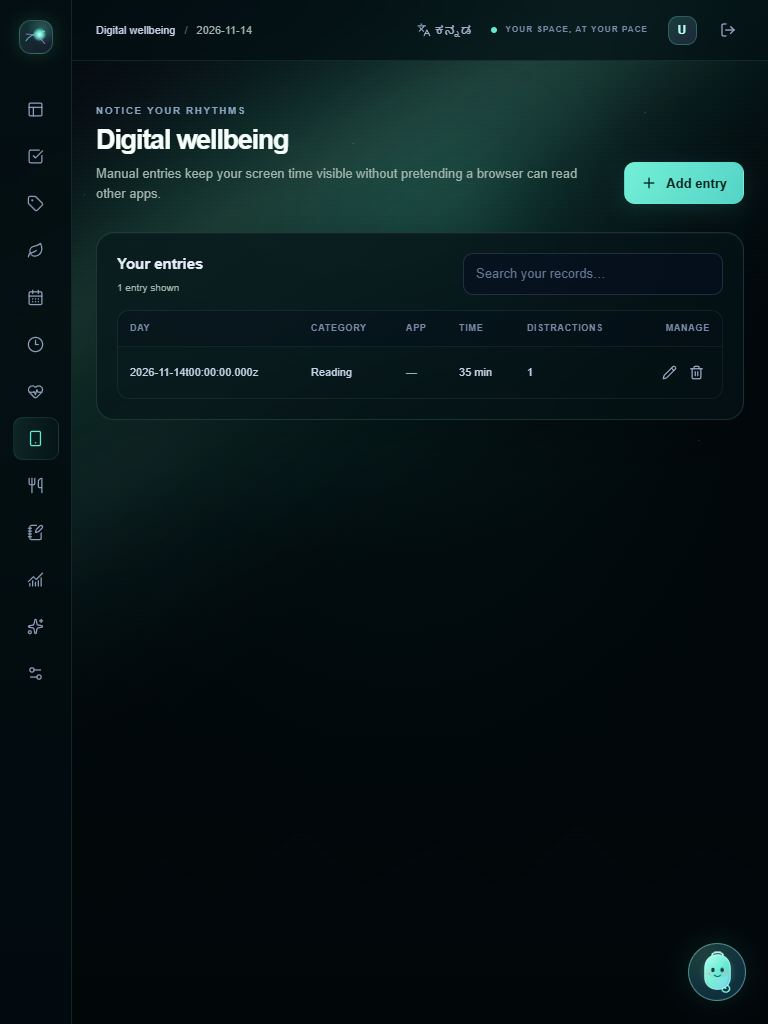 Digital wellbeing / 2026-11-14
ಕನ್ನಡ
YOUR SPACE, AT YOUR PACE
U
NOTICE YOUR RHYTHMS
Digital wellbeing
Manual entries keep your screen time visible without pretending a browser can read
other apps.
Add entry
Your entries
1 entry shown
Search your records...
DAY CATEGORY APP TIME DISTRACTIONS MANAGE
2026-11-14t00:00:00.000z Reading — 35 min 1